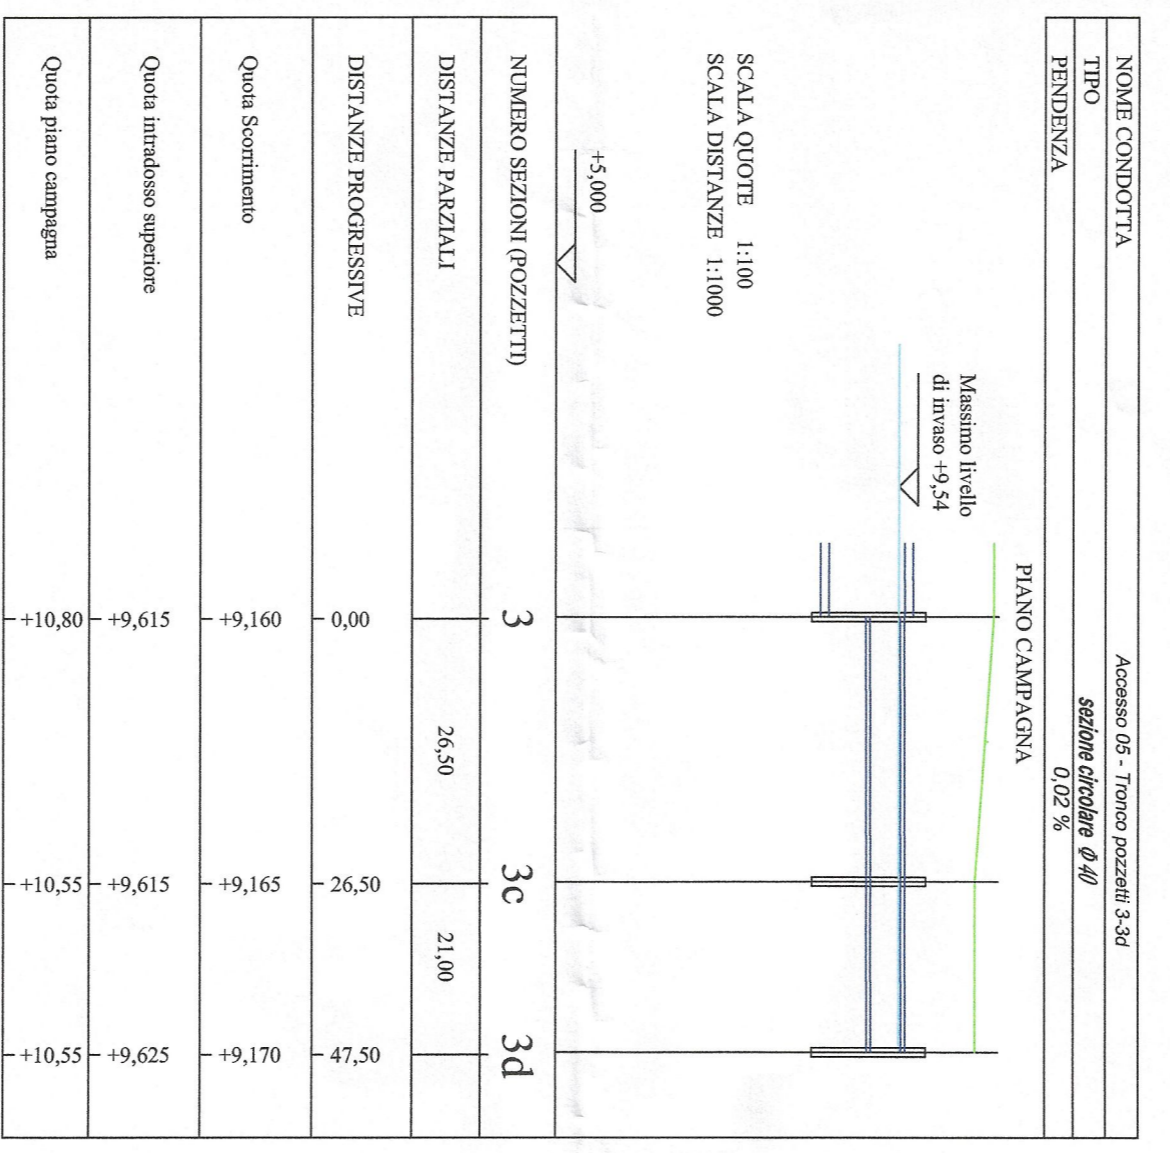 NOME CONDOTTA Accesso 05 - Tronco pozzetti 3-3d
TIPO sezione circolare Φ 40
PENDENZA 0,02 %
PIANO CAMPAGNA
Massimo livello
di invaso +9,54
SCALA QUOTE 1:100
SCALA DISTANZE 1:1000
+5,000
NUMERO SEZIONI (POZZETTI) 3 3c 3d
DISTANZE PARZIALI 26,50 21,00
DISTANZE PROGRESSIVE 0,00 26,50 47,50
Quota Scorrimento +9,160 +9,165 +9,170
Quota intradosso superiore +9,615 +9,615 +9,625
Quota piano campagna +10,80 +10,55 +10,55